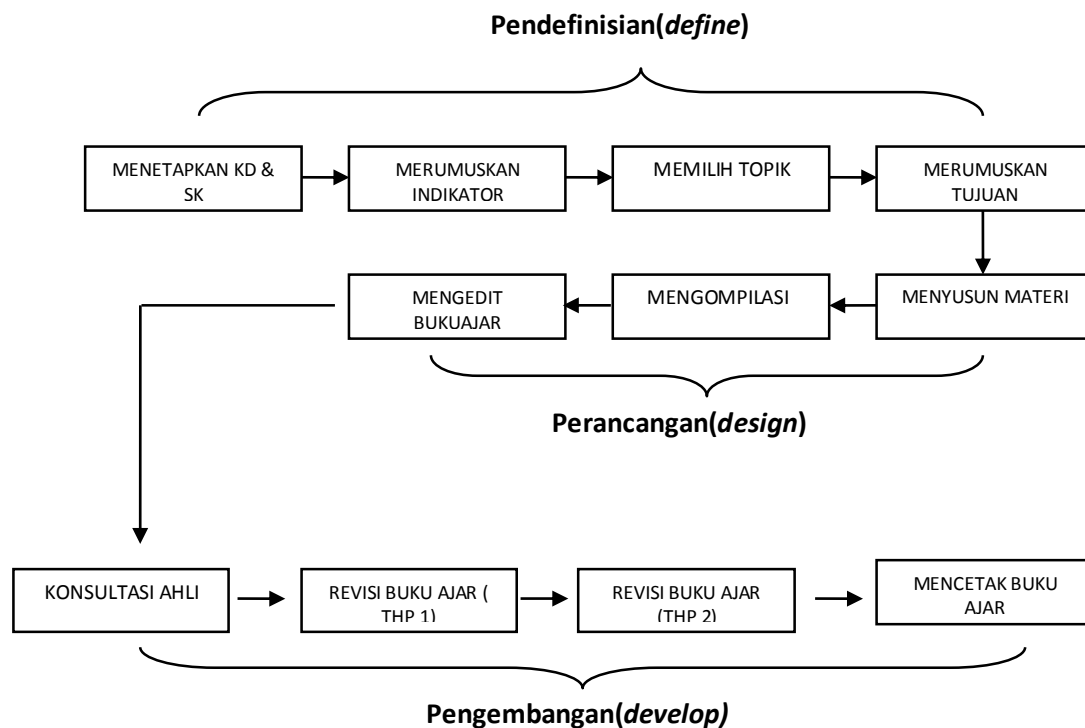 Pendefinisian(define)
MENETAPKAN KD &
SK
MERUMUSKAN
INDIKATOR
MEMILIH TOPIK
MERUMUSKAN
TUJUAN
MENGEDIT
BUKUAJAR
MENGOMPILASI
MENYUSUN MATERI
Perancangan(design)
KONSULTASI AHLI
REVISI BUKU AJAR (
THP 1)
REVISI BUKU AJAR
(THP 2)
MENCETAK BUKU
AJAR
Pengembangan(develop)